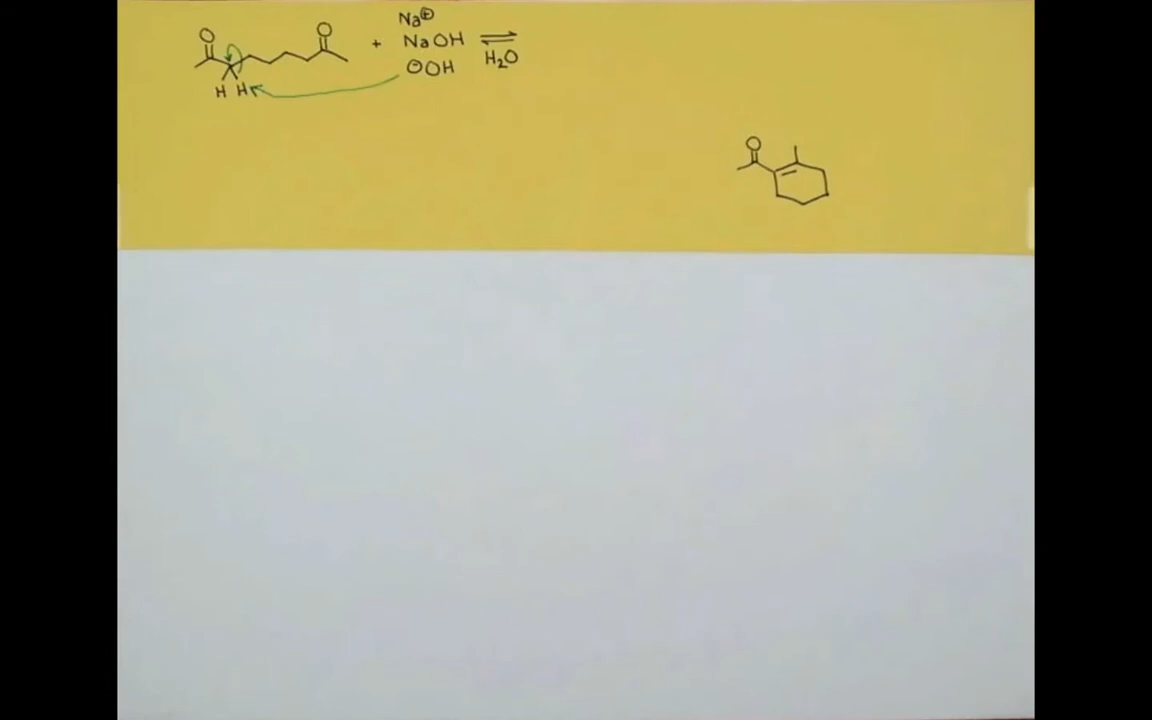 Na⊕
O O + NaOH ⇌
H H ⊖OH H₂O
O